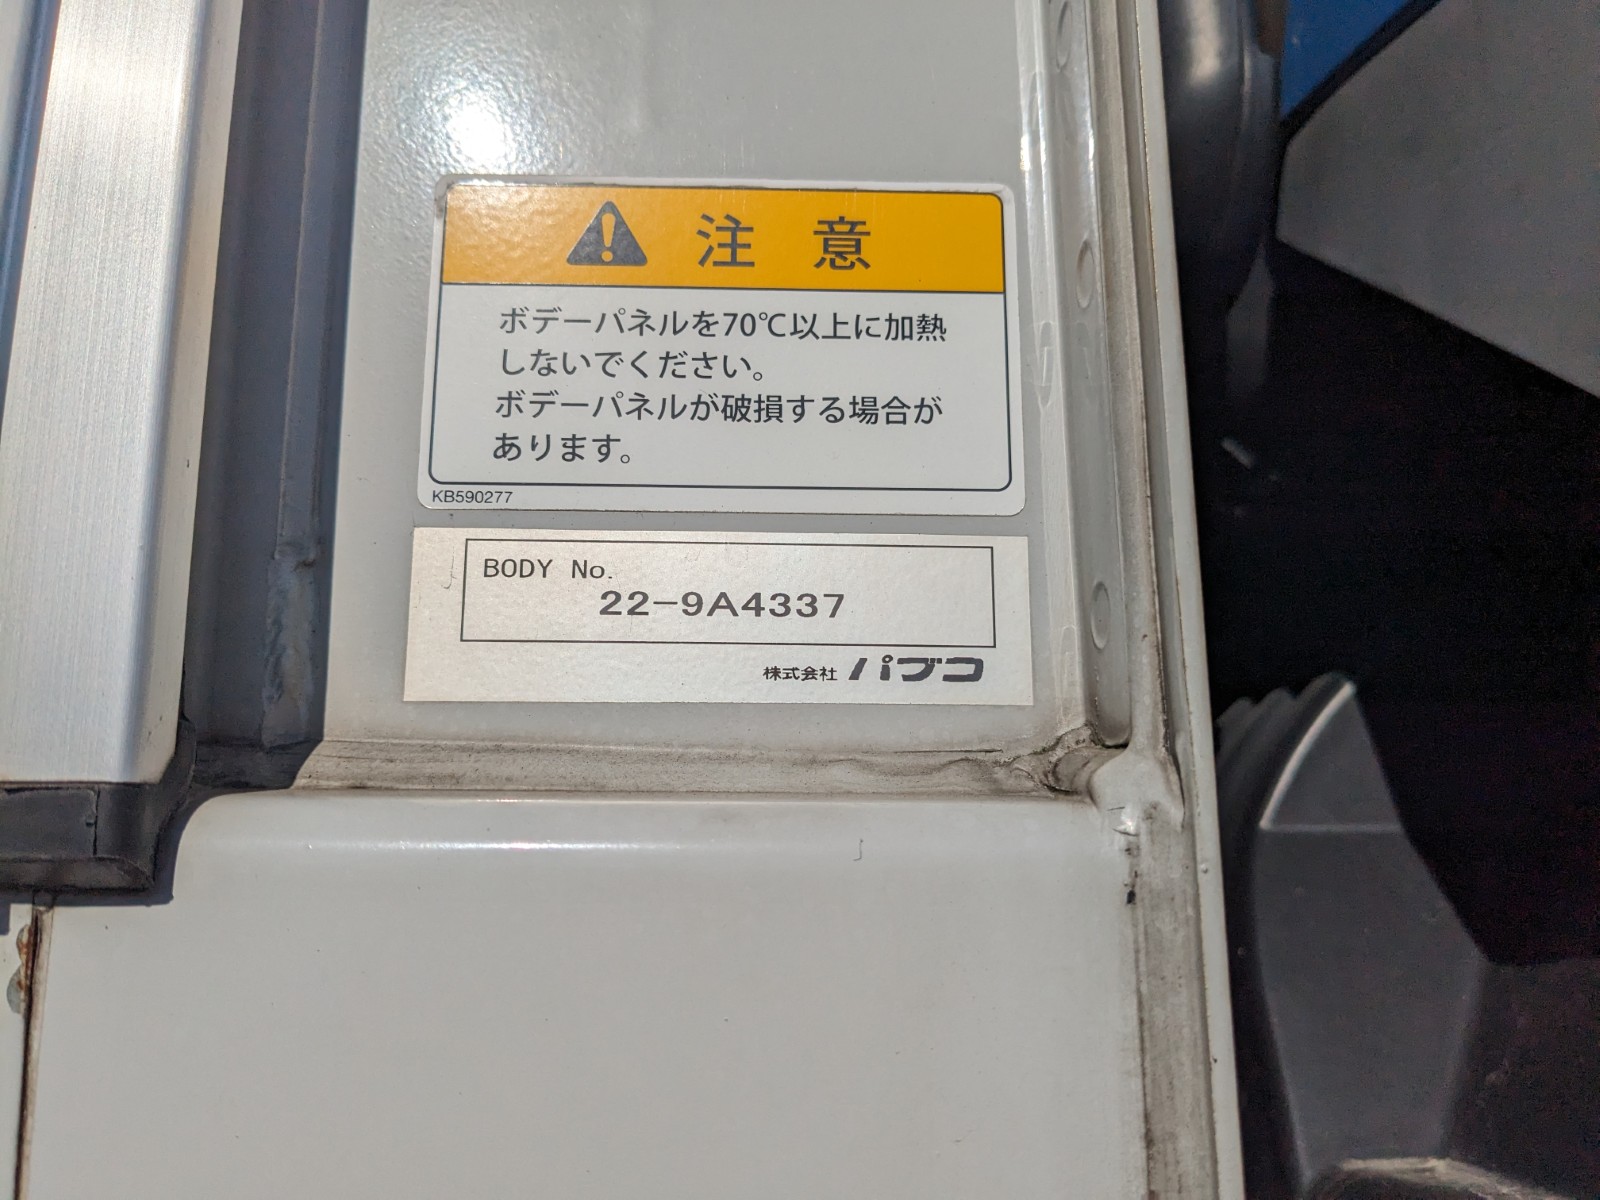 注意
ボデーパネルを70℃以上に加熱
しないでください。
ボデーパネルが破損する場合が
あります。
KB590277
BODY No.
22-9A4337
株式会社 パブコ